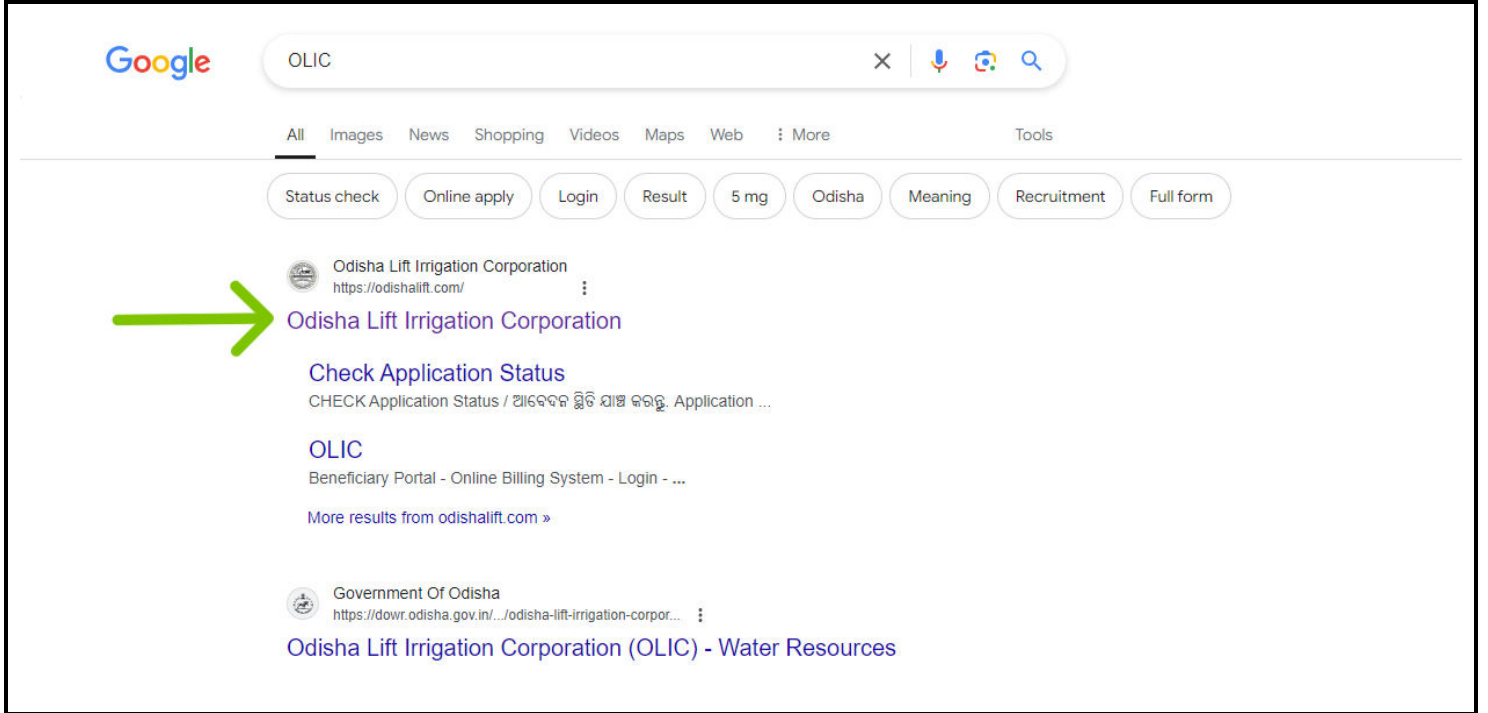 Google
OLIC
All Images News Shopping Videos Maps Web More Tools
Status check Online apply Login Result 5 mg Odisha Meaning Recruitment Full form
Odisha Lift Irrigation Corporation
https://odishalift.com/
Odisha Lift Irrigation Corporation
Check Application Status
CHECK Application Status / ଆବେଦନ ସ୍ଥିତି ଯାଞ୍ଚ କରନ୍ତୁ. Application ...
OLIC
Beneficiary Portal - Online Billing System - Login - ...
More results from odishalift.com »
Government Of Odisha
https://dowr.odisha.gov.in/.../odisha-lift-irrigation-corpor...
Odisha Lift Irrigation Corporation (OLIC) - Water Resources